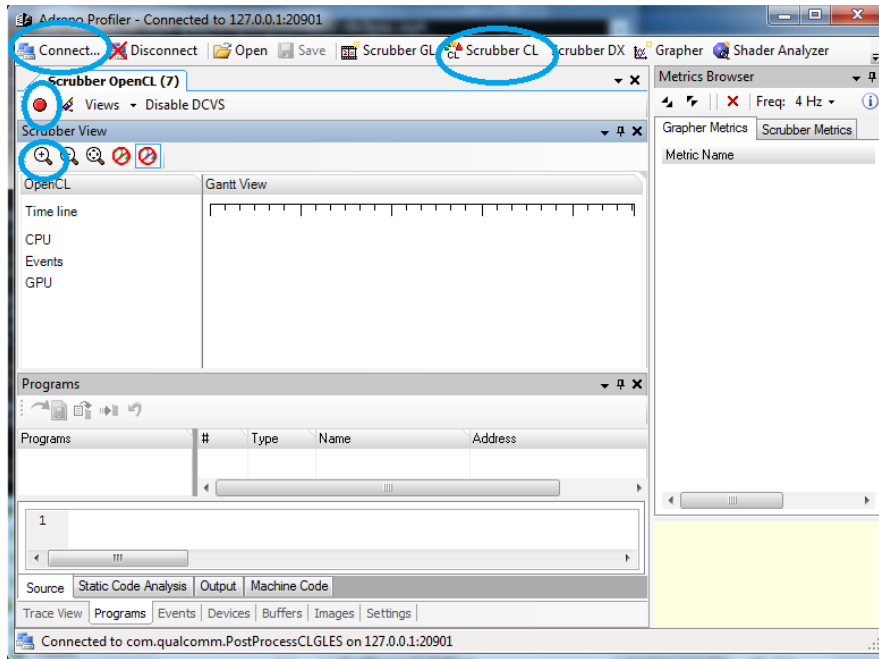 Adreno Profiler - Connected to 127.0.0.1:20901
Connect... Disconnect Open Save Scrubber GL Scrubber CL Scrubber DX Grapher Shader Analyzer
Scrubber OpenCL (7)
Metrics Browser
Views Disable DCVS
Freq: 4 Hz
Scrubber View
Grapher Metrics Scrubber Metrics
Metric Name
OpenCL Gantt View
Time line
CPU
Events
GPU
Programs
Programs # Type Name Address
1
Source Static Code Analysis Output Machine Code
Trace View Programs Events Devices Buffers Images Settings
Connected to com.qualcomm.PostProcessCLGLES on 127.0.0.1:20901